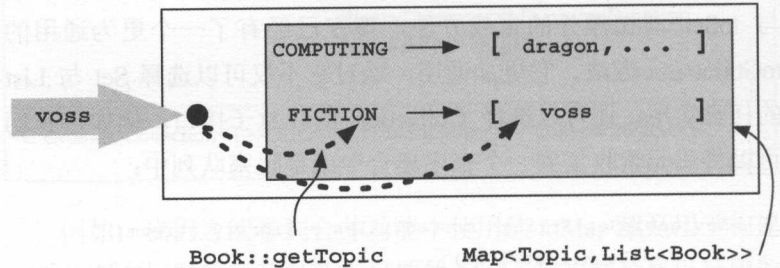 COMPUTING [ dragon,... ]
voss FICTION [ voss ]
Book::getTopic Map<Topic,List<Book>>